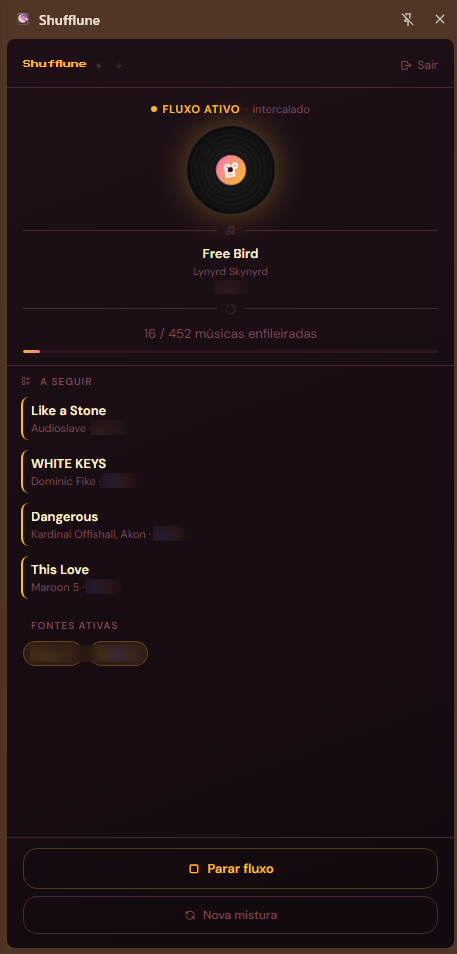 Shufflune
Shufflune
Sair
FLUXO ATIVO · intercalado
Free Bird
Lynyrd Skynyrd
16 / 452 músicas enfileiradas
A SEGUIR
Like a Stone
Audioslave
WHITE KEYS
Dominic Fike ·
Dangerous
Kardinal Offishall, Akon ·
This Love
Maroon 5 ·
FONTES ATIVAS
Parar fluxo
Nova mistura